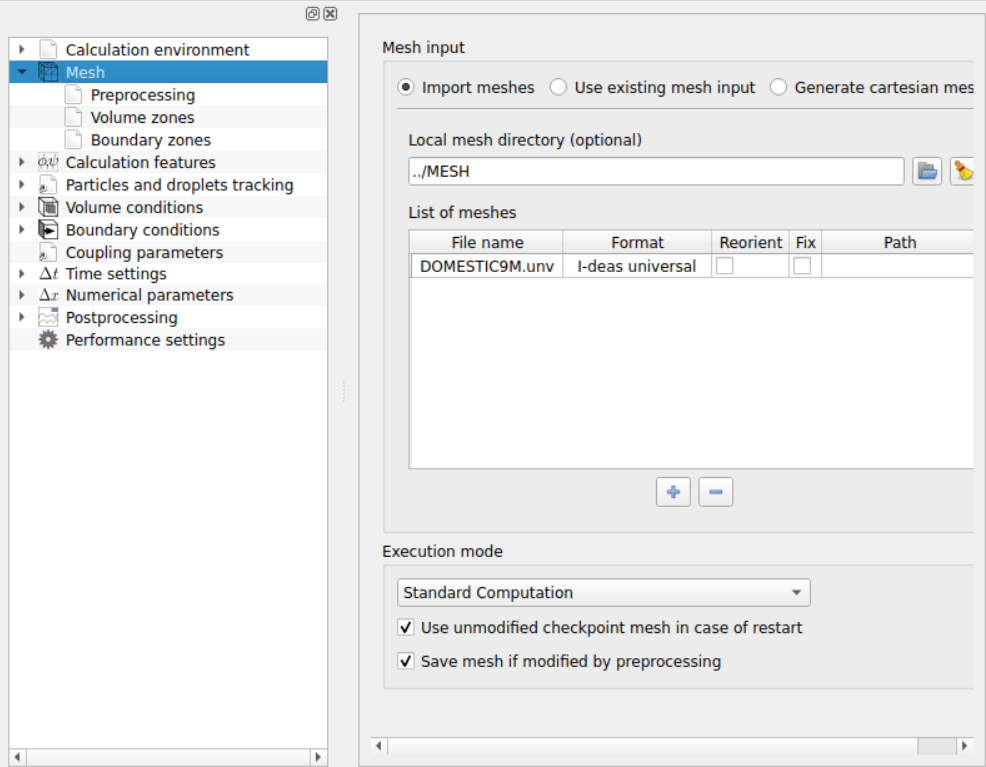 Calculation environment
Mesh
Preprocessing
Volume zones
Boundary zones
Calculation features
Particles and droplets tracking
Volume conditions
Boundary conditions
Coupling parameters
Δt Time settings
Δx Numerical parameters
Postprocessing
Performance settings
Mesh input
Import meshes Use existing mesh input Generate cartesian mes
Local mesh directory (optional)
../MESH
List of meshes
File name Format Reorient Fix Path
DOMESTIC9M.unv I-deas universal
Execution mode
Standard Computation
Use unmodified checkpoint mesh in case of restart
Save mesh if modified by preprocessing